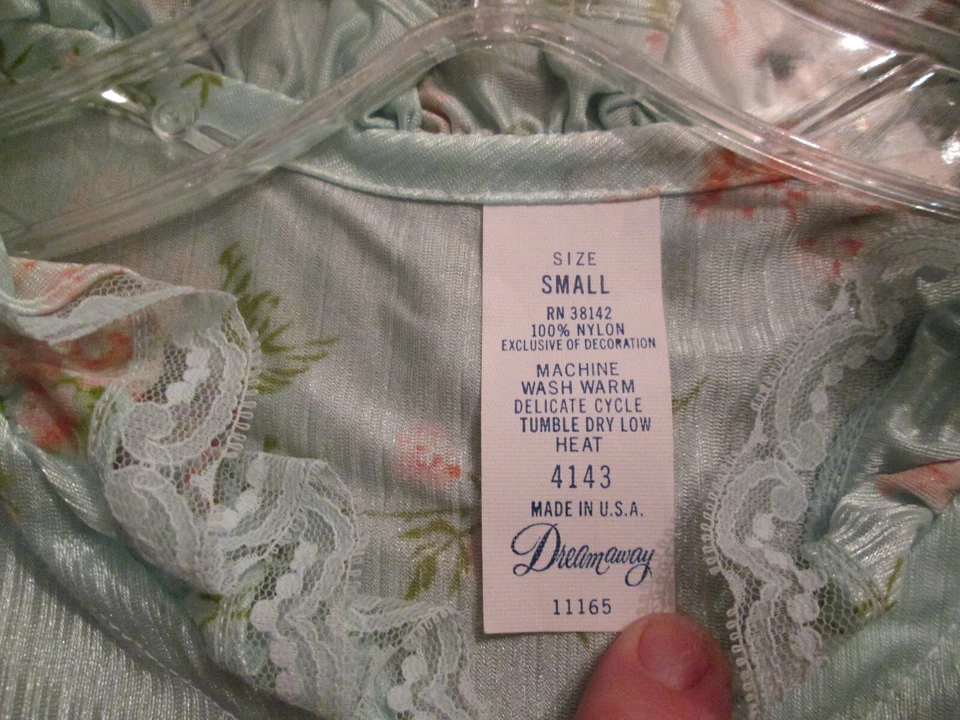 SIZE
SMALL
RN 38142
100% NYLON
EXCLUSIVE OF DECORATION
MACHINE
WASH WARM
DELICATE CYCLE
TUMBLE DRY LOW
HEAT
4143
MADE IN U.S.A.
Dreamaway
11165